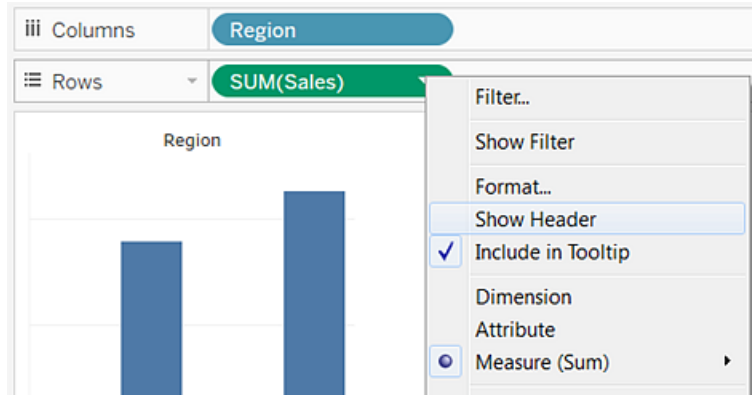 Columns
Region
Rows
SUM(Sales)
Region
Filter...
Show Filter
Format...
Show Header
Include in Tooltip
Dimension
Attribute
Measure (Sum)